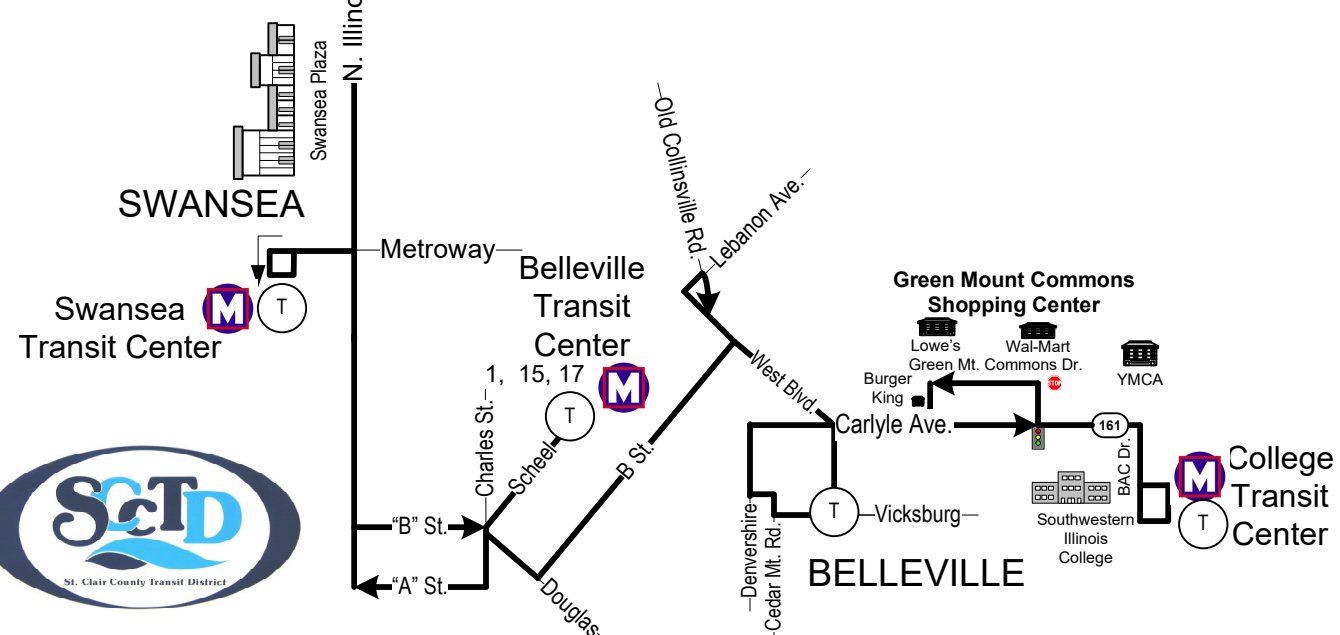 N. Illino
Swansea Plaza
SWANSEA
Metroway
Swansea
Transit Center
M
T
Belleville
Transit
Center
1, 15, 17
M
T
Charles St.
Scheel
"B" St.
"A" St.
Douglas
B St.
Old Collinsville Rd.
Lebanon Ave.
West Blvd.
Green Mount Commons
Shopping Center
Lowe's
Wal-Mart
Green Mt. Commons Dr.
Burger
King
STOP
YMCA
Carlyle Ave.
161
BAC Dr.
Southwestern
Illinois
College
M
T
College
Transit
Center
T
Vicksburg
Denvershire
Cedar Mt. Rd.
BELLEVILLE
SCCTD
St. Clair County Transit District